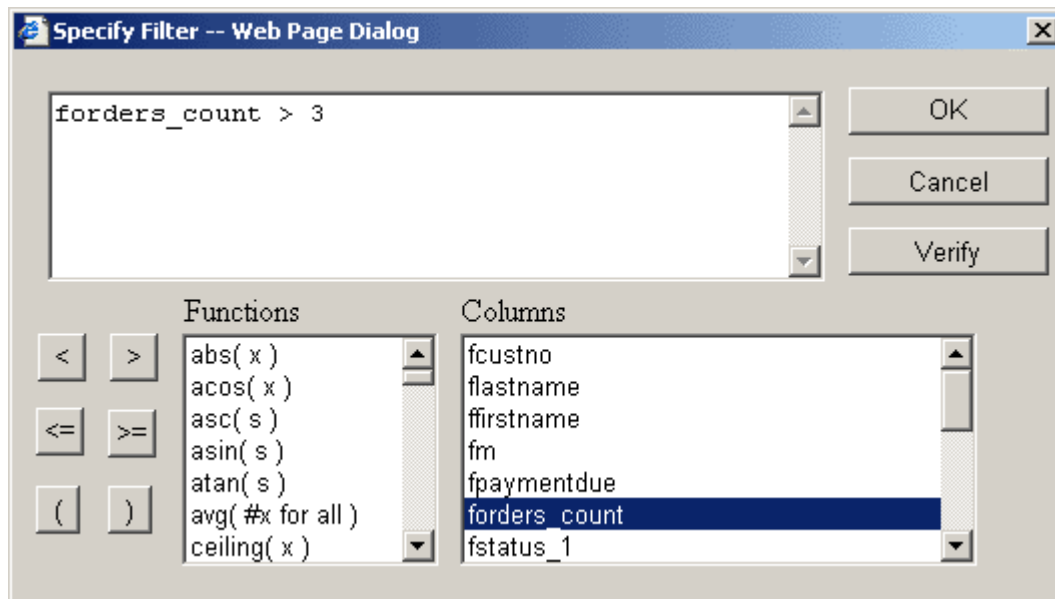 Specify Filter -- Web Page Dialog
forders_count > 3
OK
Cancel
Verify
Functions
Columns
< >
<= >=
( )
abs( x )
acos( x )
asc( s )
asin( s )
atan( s )
avg( #x for all )
ceiling( x )
fcustno
flastname
ffirstname
fm
fpaymentdue
forders_count
fstatus_1